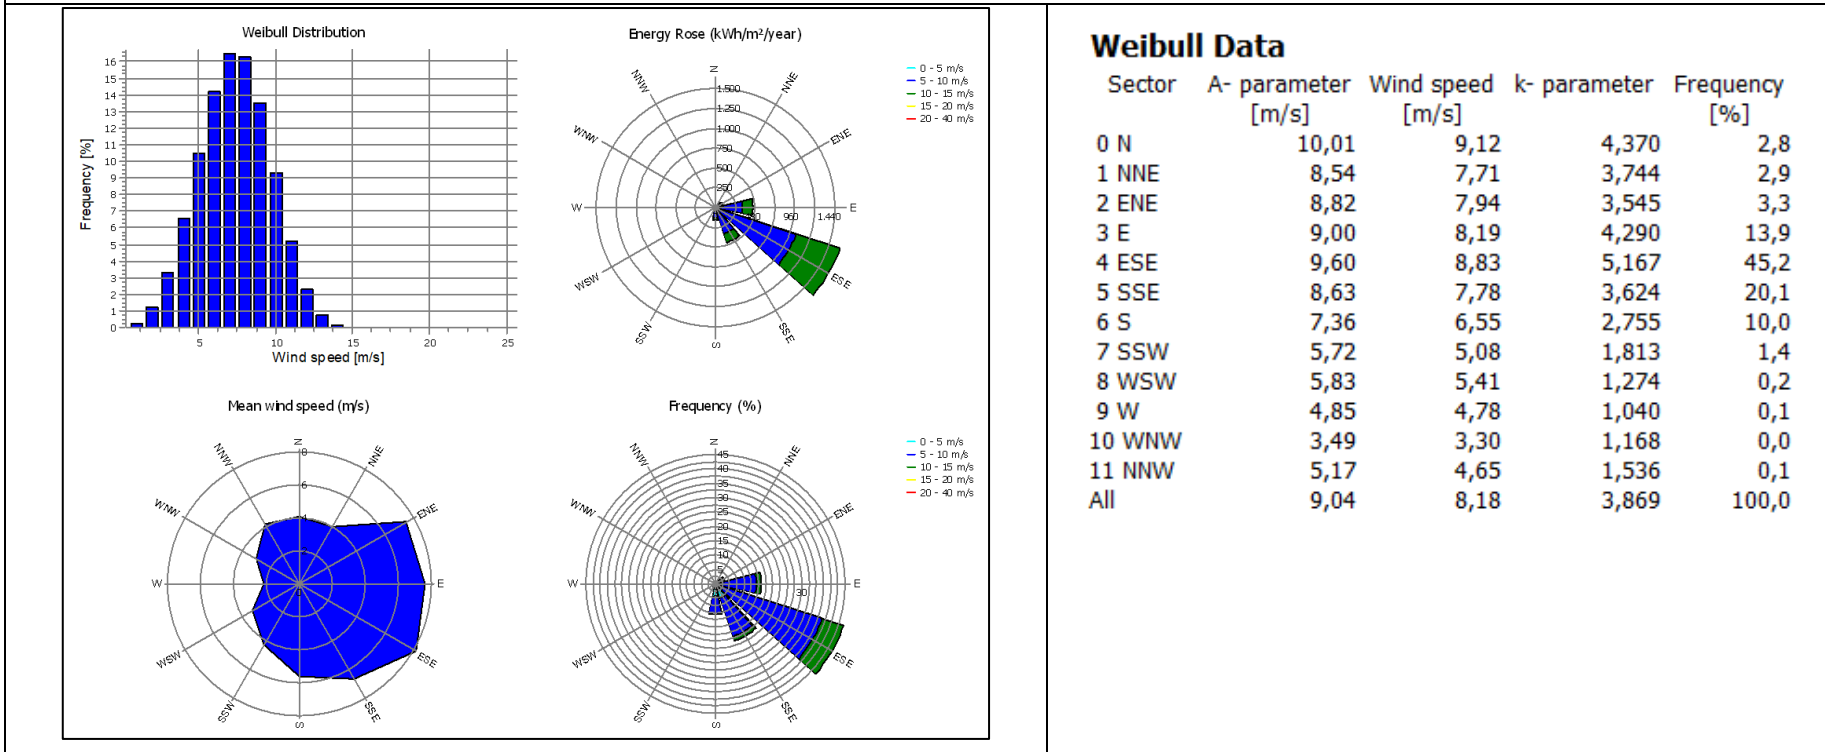 Weibull Distribution
16
15
14
13
12
11
10
9
8
7
6
5
4
3
2
1
0
Frequency [%]
5 10 15 20 25
Wind speed [m/s]
Energy Rose (kWh/m²/year)
N
NNE
ENE
E
ESE
SSE
S
SSW
WSW
W
WNW
NNW
1.500
1.250
1.000
750
500
250
960 1.440
0 - 5 m/s
5 - 10 m/s
10 - 15 m/s
15 - 20 m/s
20 - 40 m/s
Mean wind speed (m/s)
N
NNE
ENE
E
ESE
SSE
S
SSW
WSW
W
WNW
NNW
8
6
4
Frequency (%)
N
NNE
ENE
E
ESE
SSE
S
SSW
WSW
W
WNW
NNW
45
40
35
30
25
20
15
10
5
30
0 - 5 m/s
5 - 10 m/s
10 - 15 m/s
15 - 20 m/s
20 - 40 m/s
Weibull Data
Sector A- parameter Wind speed k- parameter Frequency
[m/s] [m/s] [%]
0 N 10,01 9,12 4,370 2,8
1 NNE 8,54 7,71 3,744 2,9
2 ENE 8,82 7,94 3,545 3,3
3 E 9,00 8,19 4,290 13,9
4 ESE 9,60 8,83 5,167 45,2
5 SSE 8,63 7,78 3,624 20,1
6 S 7,36 6,55 2,755 10,0
7 SSW 5,72 5,08 1,813 1,4
8 WSW 5,83 5,41 1,274 0,2
9 W 4,85 4,78 1,040 0,1
10 WNW 3,49 3,30 1,168 0,0
11 NNW 5,17 4,65 1,536 0,1
All 9,04 8,18 3,869 100,0